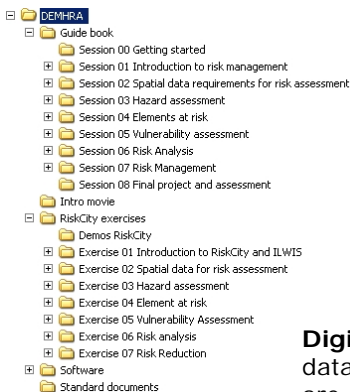 DEMHRA
Guide book
Session 00 Getting started
Session 01 Introduction to risk management
Session 02 Spatial data requirements for risk assessment
Session 03 Hazard assessment
Session 04 Elements at risk
Session 05 Vulnerability assessment
Session 06 Risk Analysis
Session 07 Risk Management
Session 08 Final project and assessment
Intro movie
RiskCity exercises
Demos RiskCity
Exercise 01 Introduction to RiskCity and ILWIS
Exercise 02 Spatial data for risk assessment
Exercise 03 Hazard assessment
Exercise 04 Element at risk
Exercise 05 Vulnerability Assessment
Exercise 06 Risk analysis
Exercise 07 Risk Reduction
Software
Standard documents
Digi
data